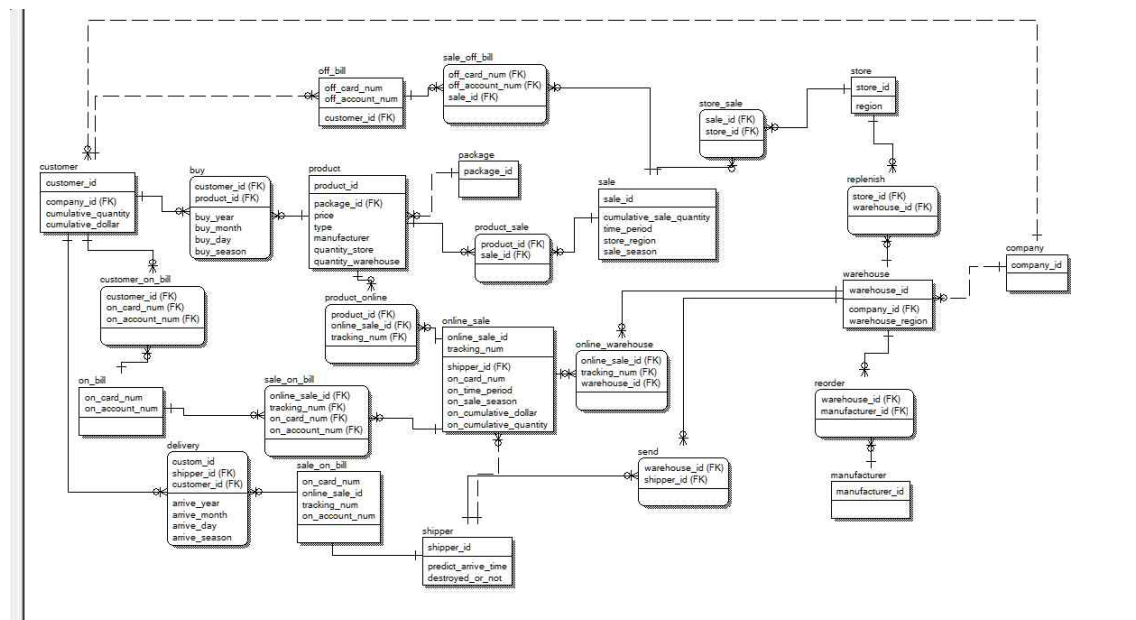 off_bill
off_card_num
off_account_num
customer_id (FK)
sale_off_bill
off_card_num (FK)
off_account_num (FK)
sale_id (FK)
store
store_id
region
store_sale
sale_id (FK)
store_id (FK)
customer
customer_id
company_id (FK)
cumulative_quantity
cumulative_dollar
buy
customer_id (FK)
product_id (FK)
buy_year
buy_month
buy_day
buy_season
product
product_id
package_id (FK)
price
type
manufacturer
quantity_store
quantity_warehouse
package
package_id
sale
sale_id
cumulative_sale_quantity
time_period
store_region
sale_season
replenish
store_id (FK)
warehouse_id (FK)
product_sale
product_id (FK)
sale_id (FK)
company
company_id
customer_on_bill
customer_id (FK)
on_card_num (FK)
on_account_num (FK)
product_online
product_id (FK)
online_sale_id (FK)
tracking_num (FK)
warehouse
warehouse_id
company_id (FK)
warehouse_region
online_sale
online_sale_id
tracking_num
shipper_id (FK)
on_card_num
on_time_period
on_sale_season
on_cumulative_dollar
on_cumulative_quantity
online_warehouse
online_sale_id (FK)
tracking_num (FK)
warehouse_id (FK)
on_bill
on_card_num
on_account_num
sale_on_bill
online_sale_id (FK)
tracking_num (FK)
on_card_num (FK)
on_account_num (FK)
reorder
warehouse_id (FK)
manufacturer_id (FK)
delivery
custom_id
shipper_id (FK)
customer_id (FK)
arrive_year
arrive_month
arrive_day
arrive_season
sale_on_bill
on_card_num
online_sale_id
tracking_num
on_account_num
send
warehouse_id (FK)
shipper_id (FK)
manufacturer
manufacturer_id
shipper
shipper_id
predict_arrive_time
destroyed_or_not